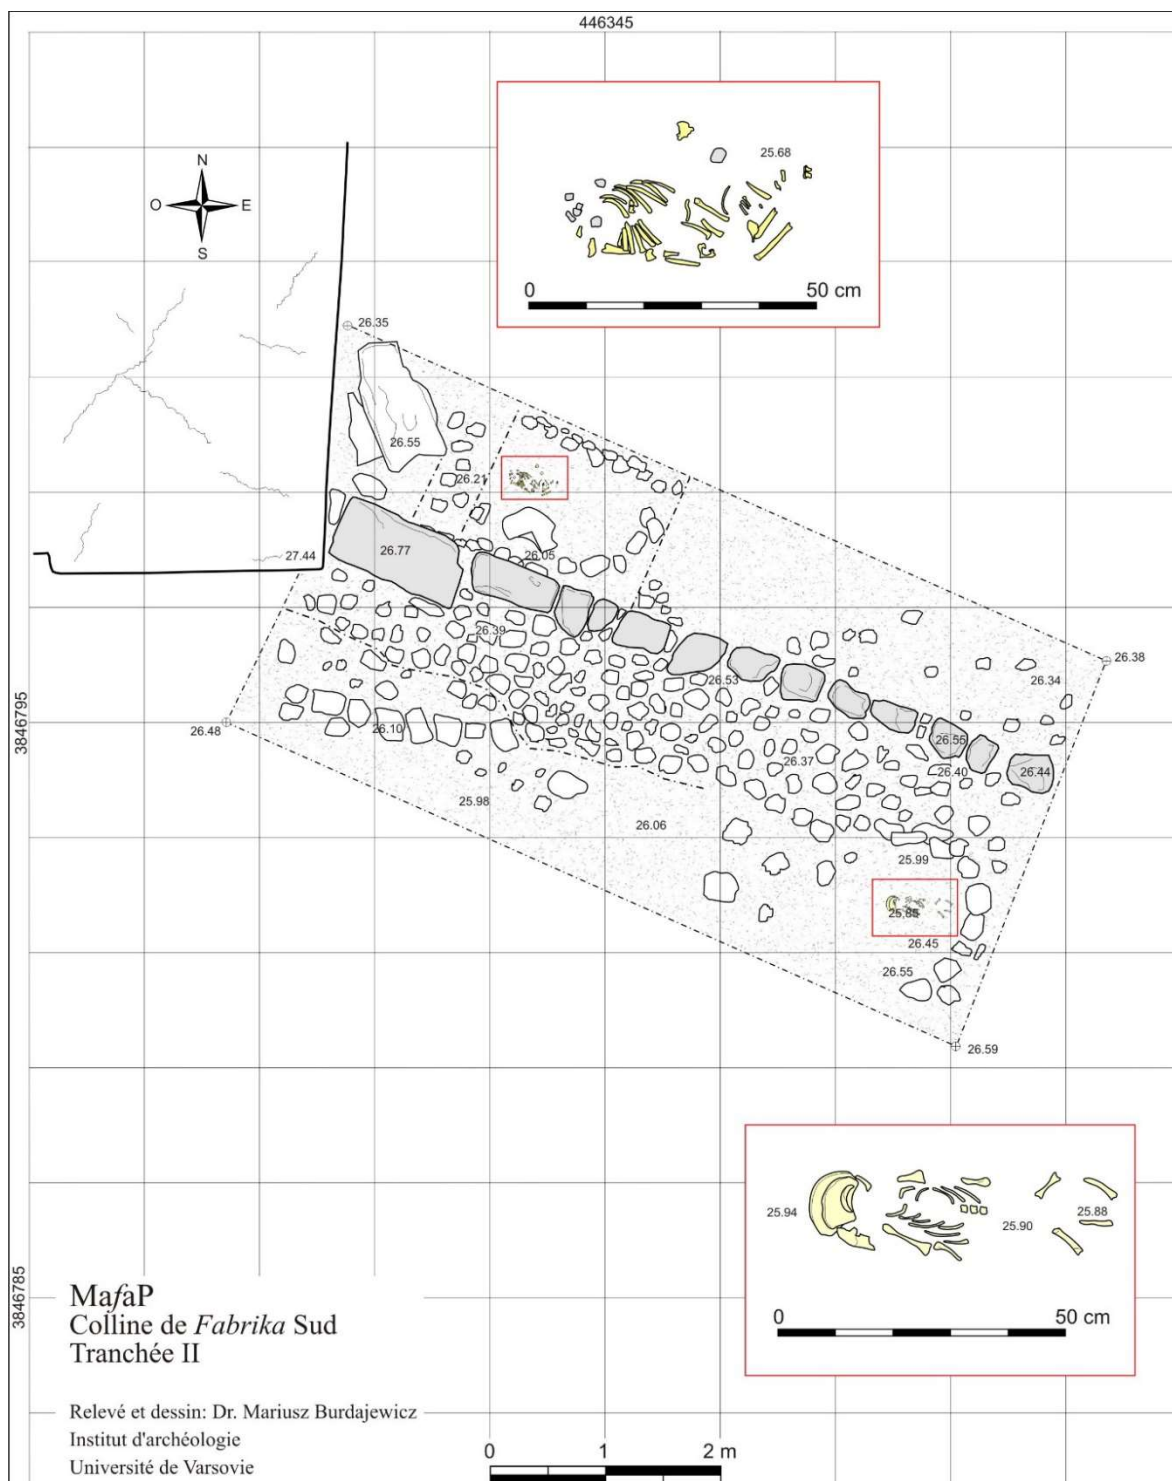 446345
25.68
N
O
E
S
0
50 cm
26.35
26.55
26.21
26.77
27.44
26.05
26.39
26.53
26.38
26.34
3846795
26.48
26.10
26.55
26.37
26.40
26.44
25.98
26.06
25.99
25.85
26.45
26.55
26.59
25.94
25.90
25.88
0
50 cm
3846785
MafaP
Colline de Fabrika Sud
Tranchée II
Relevé et dessin: Dr. Mariusz Burdajewicz
Institut d'archéologie
Université de Varsovie
0 1 2 m